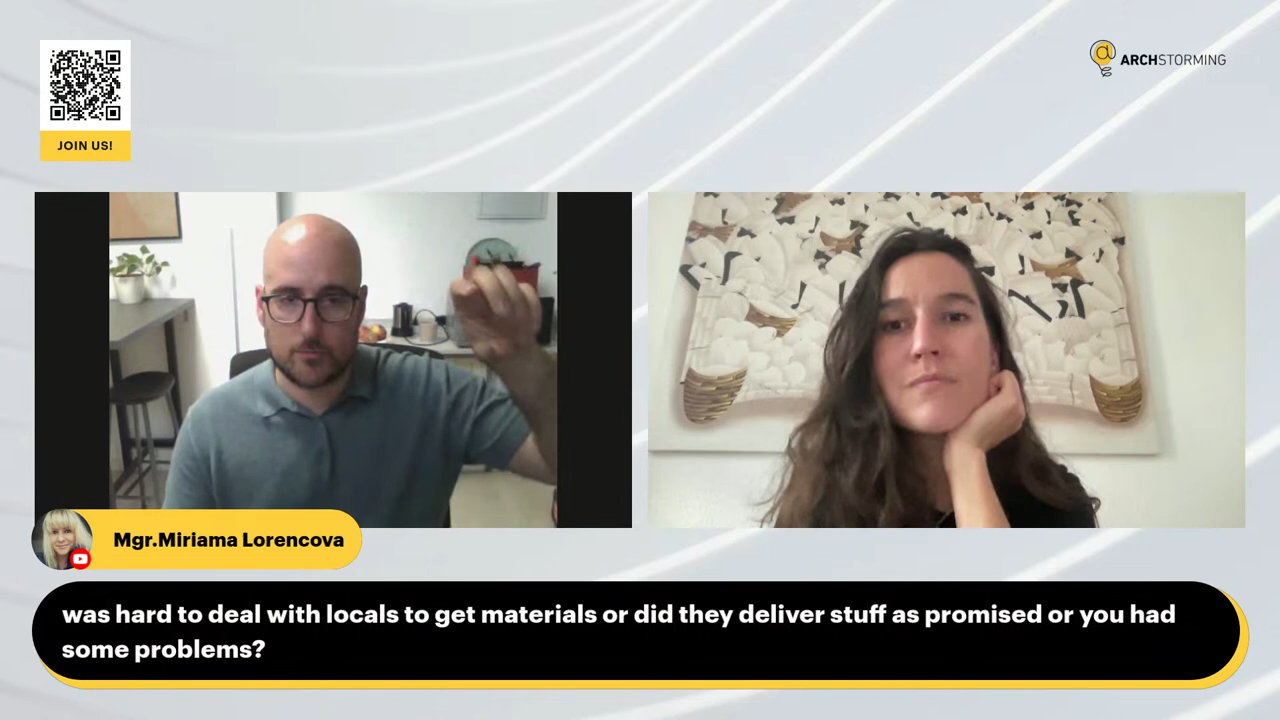 JOIN US!
ARCHSTORMING
Mgr.Miriama Lorencova
was hard to deal with locals to get materials or did they deliver stuff as promised or you had
some problems?